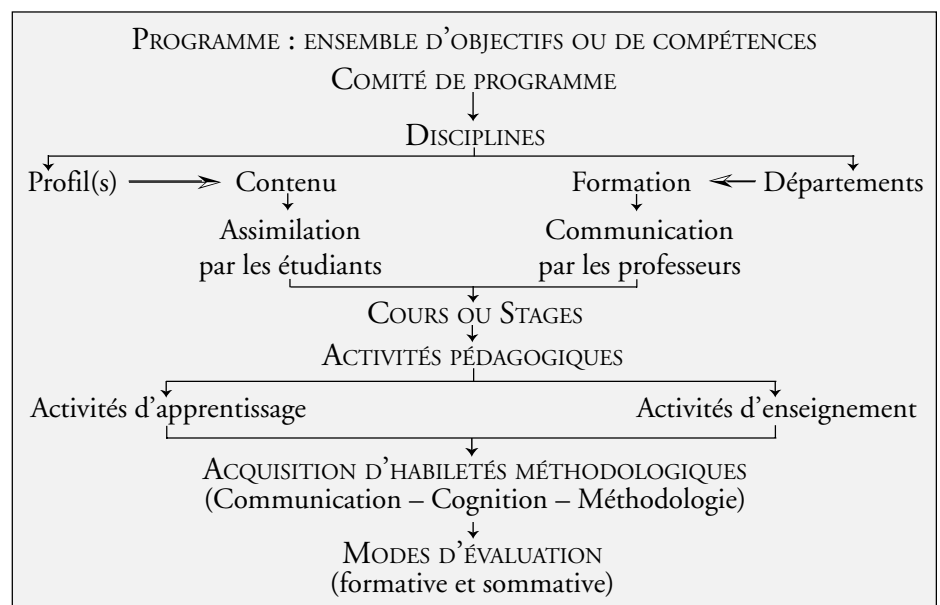 PROGRAMME : ENSEMBLE D'OBJECTIFS OU DE COMPÉTENCES
COMITÉ DE PROGRAMME
DISCIPLINES
Profil(s) Contenu Formation Départements
Assimilation Communication
par les étudiants par les professeurs
COURS OU STAGES
ACTIVITÉS PÉDAGOGIQUES
Activités d'apprentissage Activités d'enseignement
ACQUISITION D'HABILETÉS MÉTHODOLOGIQUES
(Communication – Cognition – Méthodologie)
MODES D'ÉVALUATION
(formative et sommative)